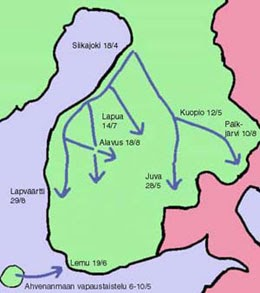 Siikajoki 18/4
Kuopio 12/5
Lapua
14/7
Pälk-
järvi 10/8
Alavus 18/8
Juva
28/5
Lapväärtti
29/8
Lemu 19/6
Ahvenanmaan vapaustaistelu 6-10/5